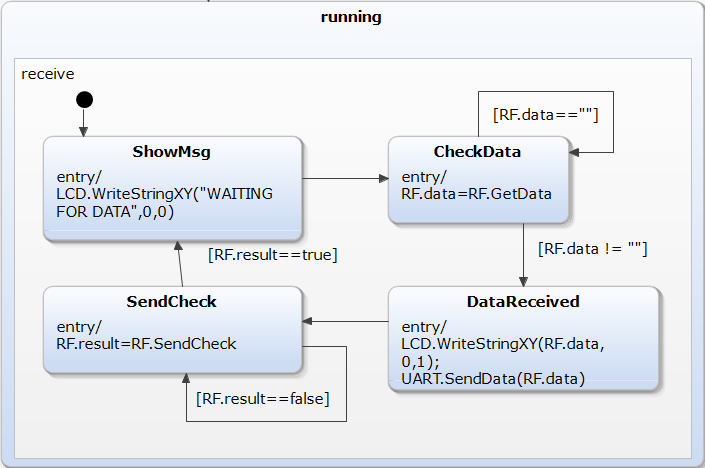 running
receive
ShowMsg
entry/
LCD.WriteStringXY("WAITING
FOR DATA",0,0)
[RF.data==""]
CheckData
entry/
RF.data=RF.GetData
[RF.result==true]
[RF.data != ""]
SendCheck
entry/
RF.result=RF.SendCheck
[RF.result==false]
DataReceived
entry/
LCD.WriteStringXY(RF.data,
0,1);
UART.SendData(RF.data)